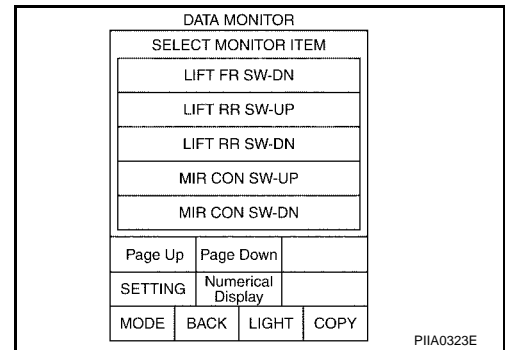 DATA MONITOR
SELECT MONITOR ITEM
LIFT FR SW-DN
LIFT RR SW-UP
LIFT RR SW-DN
MIR CON SW-UP
MIR CON SW-DN
Page Up Page Down
SETTING Numerical
Display
MODE BACK LIGHT COPY
PIIA0323E